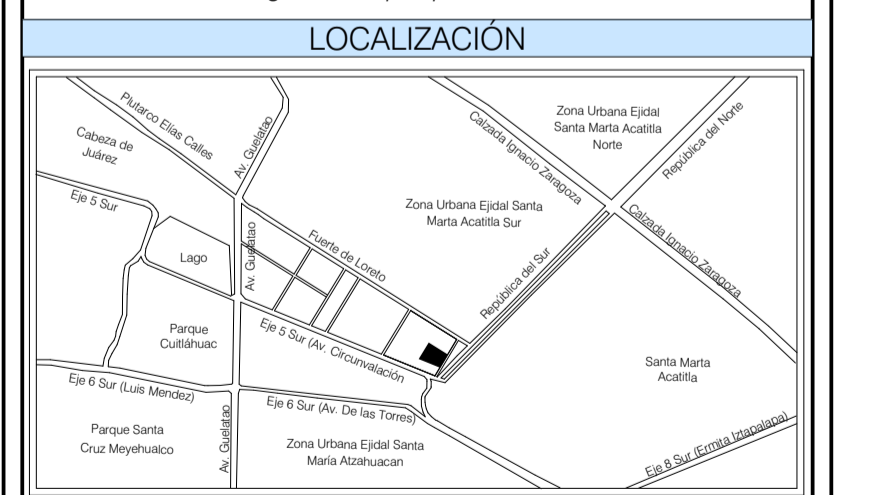 LOCALIZACIÓN
Plutarco Elías Calles
Av. Guelatao
Calzada Ignacio Zaragoza
Zona Urbana Ejidal
Santa Marta Acatitla
Norte
República del Norte
Cabeza de
Juárez
Eje 5 Sur
Zona Urbana Ejidal Santa
Marta Acatitla Sur
Calzada Ignacio Zaragoza
Lago
Av. Guelatao
Fuerte de Loreto
República del Sur
Parque
Cuitláhuac
Eje 5 Sur (Av. Circunvalación
Santa Marta
Acatitla
Eje 6 Sur (Luis Mendez)
Eje 6 Sur (Av. De las Torres)
Parque Santa
Cruz Meyehualco
Av. Guelatao
Zona Urbana Ejidal Santa
María Atzahuacan
Eje 8 Sur (Ermita Iztapalapa)